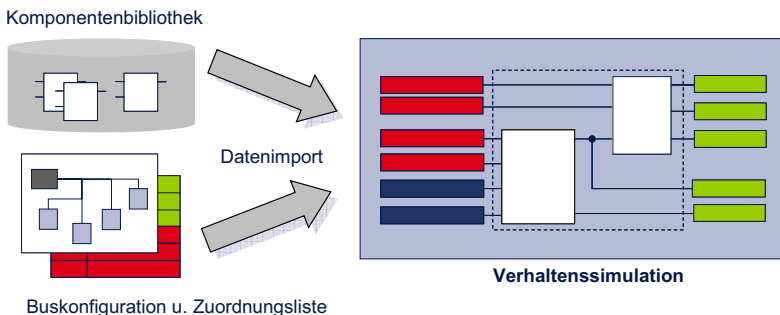 Komponentenbibliothek
Datenimport
Verhaltenssimulation
Buskonfiguration u. Zuordnungsliste